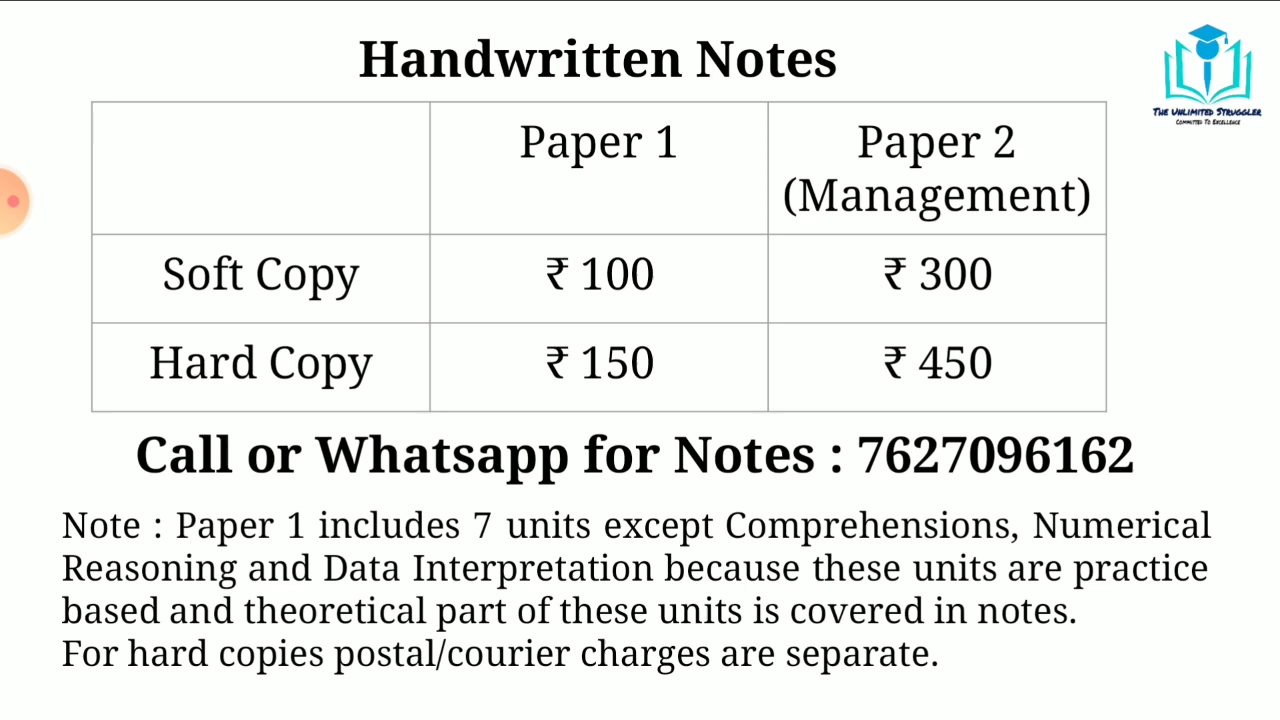 Handwritten Notes
THE UNLIMITED STRUGGLER
COMMITTED TO EXCELLENCE
Paper 1 Paper 2
(Management)
Soft Copy ₹ 100 ₹ 300
Hard Copy ₹ 150 ₹ 450
Call or Whatsapp for Notes : 7627096162
Note : Paper 1 includes 7 units except Comprehensions, Numerical
Reasoning and Data Interpretation because these units are practice
based and theoretical part of these units is covered in notes.
For hard copies postal/courier charges are separate.